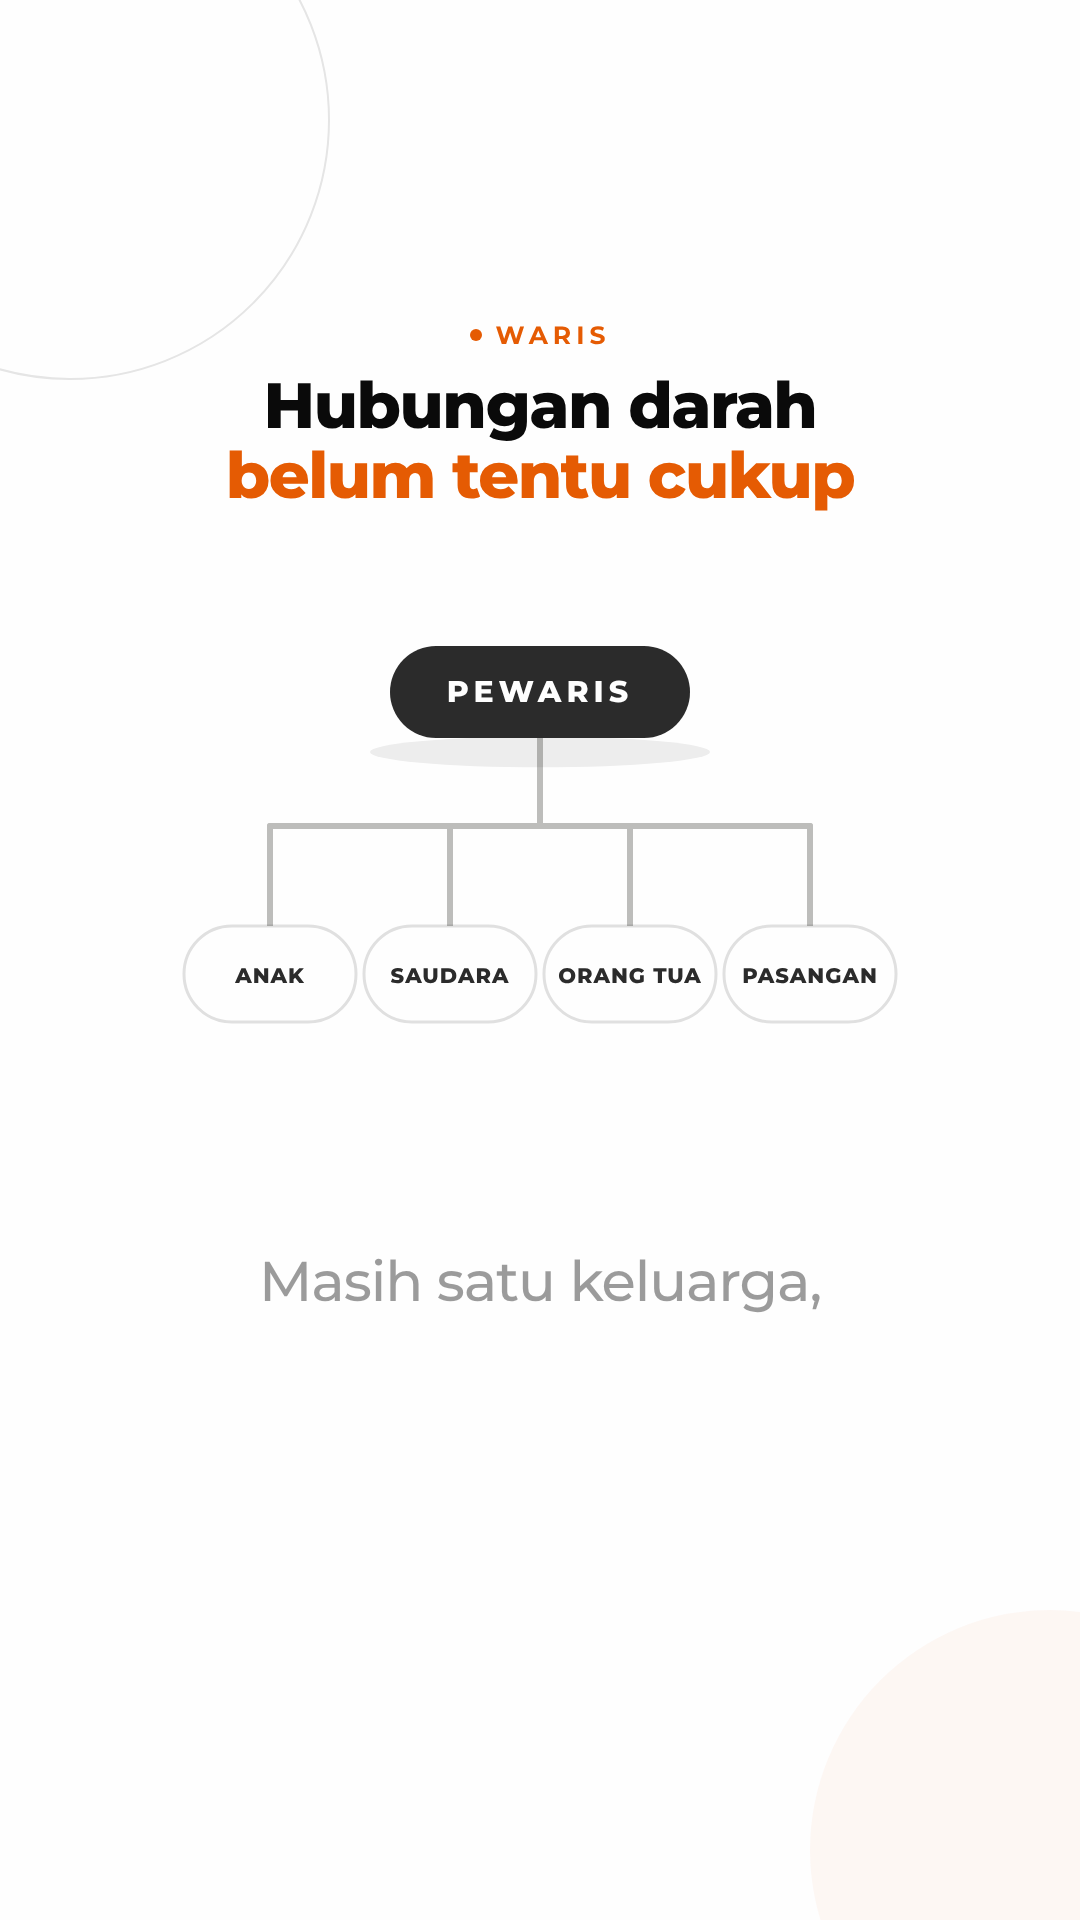 WARIS
Hubungan darah
belum tentu cukup
PEWARIS
ANAK
SAUDARA
ORANG TUA
PASANGAN
Masih satu keluarga,